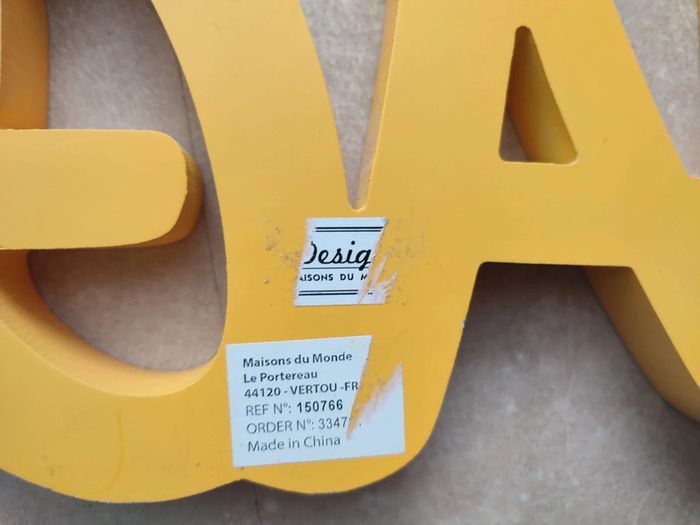 Desig
AISONS DU M
Maisons du Monde
Le Portereau
44120 - VERTOU -FR
REF N°: 150766
ORDER N°: 3347
Made in China